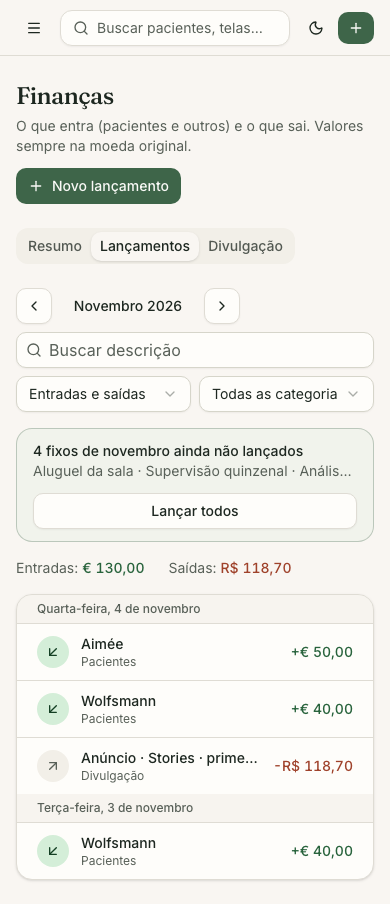 Buscar pacientes, telas...
Finanças
O que entra (pacientes e outros) e o que sai. Valores
sempre na moeda original.
+ Novo lançamento
Resumo Lançamentos Divulgação
Novembro 2026
Buscar descrição
Entradas e saídas
Todas as categoria
4 fixos de novembro ainda não lançados
Aluguel da sala · Supervisão quinzenal · Anális...
Lançar todos
Entradas: € 130,00 Saídas: R$ 118,70
Quarta-feira, 4 de novembro
Aimée +€ 50,00
Pacientes
Wolfsmann +€ 40,00
Pacientes
Anúncio · Stories · prime... -R$ 118,70
Divulgação
Terça-feira, 3 de novembro
Wolfsmann +€ 40,00
Pacientes